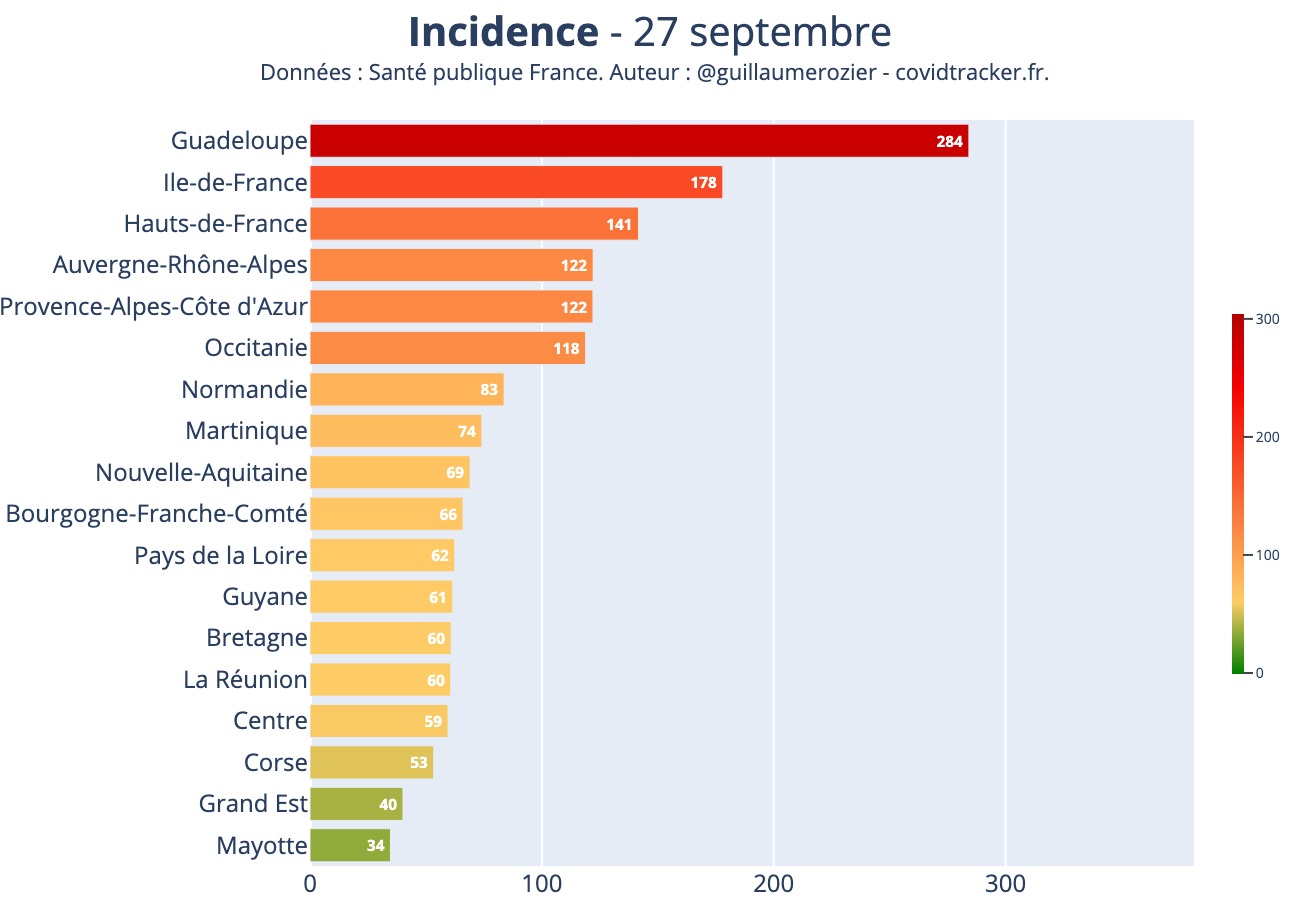 Incidence - 27 septembre
Données : Santé publique France. Auteur : @guillaumerozier - covidtracker.fr.
Guadeloupe 284
Ile-de-France 178
Hauts-de-France 141
Auvergne-Rhône-Alpes 122
Provence-Alpes-Côte d'Azur 122
Occitanie 118
Normandie 83
Martinique 74
Nouvelle-Aquitaine 69
Bourgogne-Franche-Comté 66
Pays de la Loire 62
Guyane 61
Bretagne 60
La Réunion 60
Centre 59
Corse 53
Grand Est 40
Mayotte 34
0 100 200 300
300
200
100
0